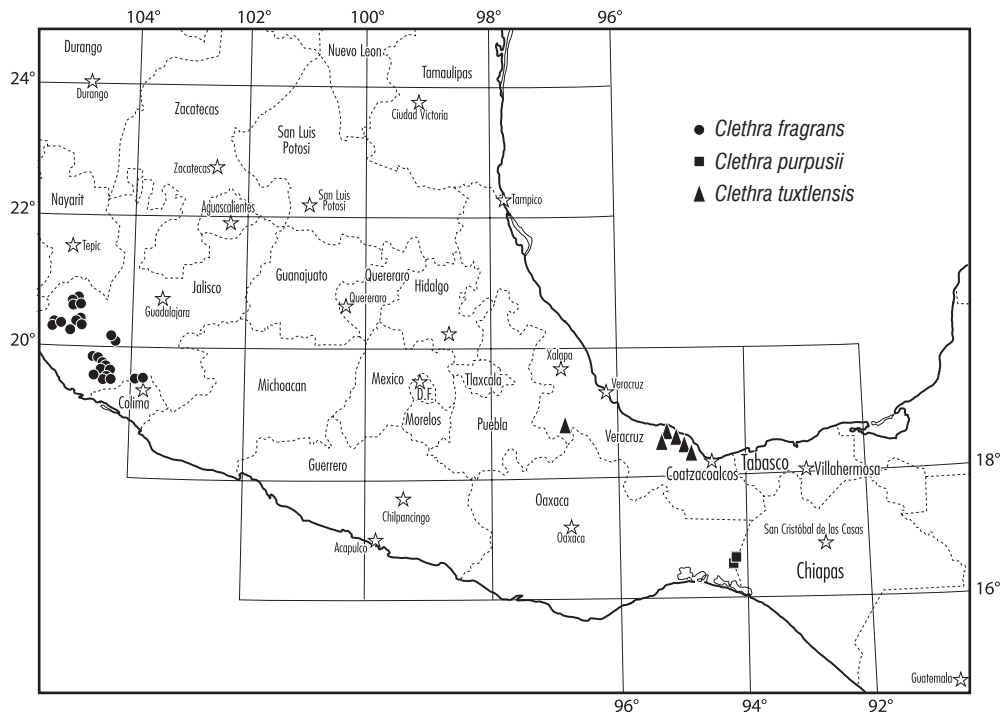 104° 102° 100° 98° 96°
Durango
Nuevo Leon
Tamaulipas
24°
Durango
Zacatecas
Ciudad Victoria
Clethra fragrans
San Luis
Potosi
Clethra purpusii
Zacatecas
Clethra tuxtlensis
Nayarit
Aguascalientes
San Luis
Potosi
Tampico
22°
Tepic
Jalisco
Guanajuato
Quereraro
Hidalgo
Quereraro
Guadalajara
20°
Xalapa
Michoacan
Mexico
Tlaxcala
Veracruz
D.F.
Colima
Morelos
Puebla
Veracruz
Guerrero
Coatzacoalcos
Tabasco
Villahermosa
18°
Oaxaca
Chilpancingo
Oaxaca
San Cristóbal de las Casas
Acapulco
Chiapas
16°
Guatemala
96° 94° 92°